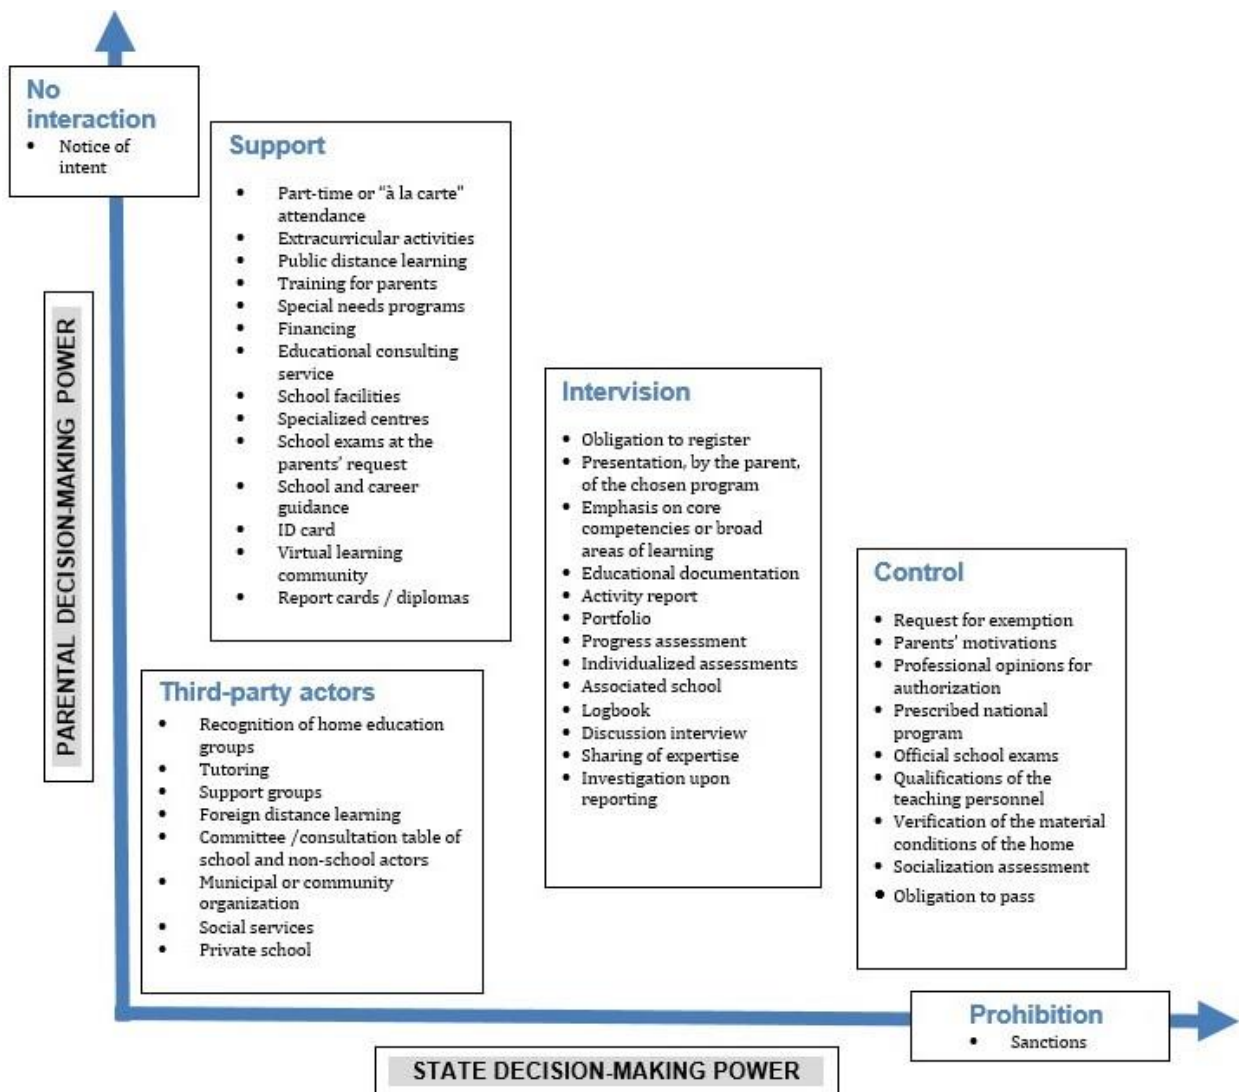 No
interaction
• Notice of
intent
Support
• Part-time or “à la carte”
attendance
• Extracurricular activities
• Public distance learning
• Training for parents
• Special needs programs
• Financing
• Educational consulting
service
• School facilities
• Specialized centres
• School exams at the
parents’ request
• School and career
guidance
• ID card
• Virtual learning
community
• Report cards / diplomas
Intervision
• Obligation to register
• Presentation, by the parent,
of the chosen program
• Emphasis on core
competencies or broad
areas of learning
• Educational documentation
• Activity report
• Portfolio
• Progress assessment
• Individualized assessments
• Associated school
• Logbook
• Discussion interview
• Sharing of expertise
• Investigation upon
reporting
Control
• Request for exemption
• Parents’ motivations
• Professional opinions for
authorization
• Prescribed national
program
• Official school exams
• Qualifications of the
teaching personnel
• Verification of the material
conditions of the home
• Socialization assessment
• Obligation to pass
PARENTAL DECISION-MAKING POWER
Third-party actors
• Recognition of home education
groups
• Tutoring
• Support groups
• Foreign distance learning
• Committee /consultation table of
school and non-school actors
• Municipal or community
organization
• Social services
• Private school
Prohibition
• Sanctions
STATE DECISION-MAKING POWER